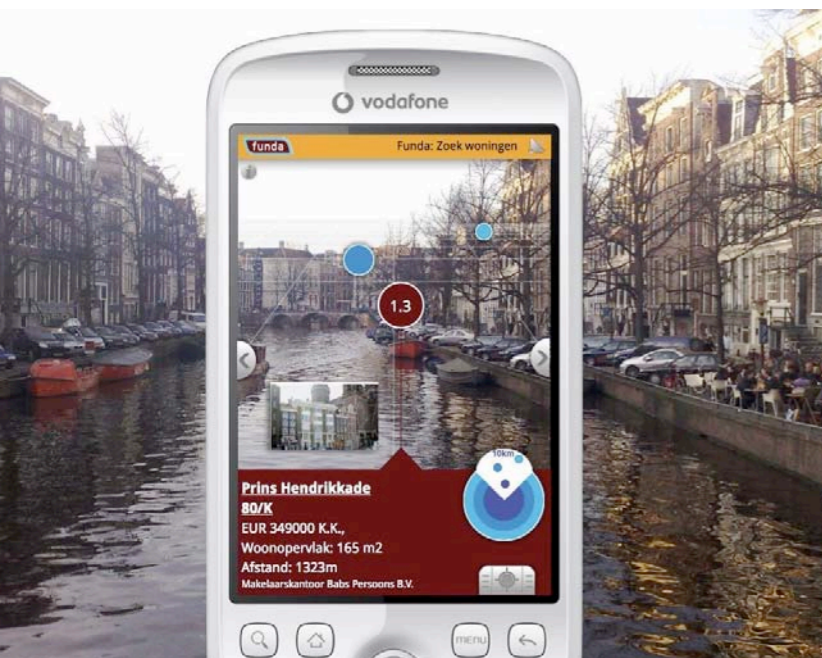 vodafone
funda
Funda: Zoek woningen
1.3
10km
Prins Hendrikkade
80/K
EUR 349000 K.K.,
Woonopervlak: 165 m2
Afstand: 1323m
Makelaarskantoor Babs Persoons B.V.
menu